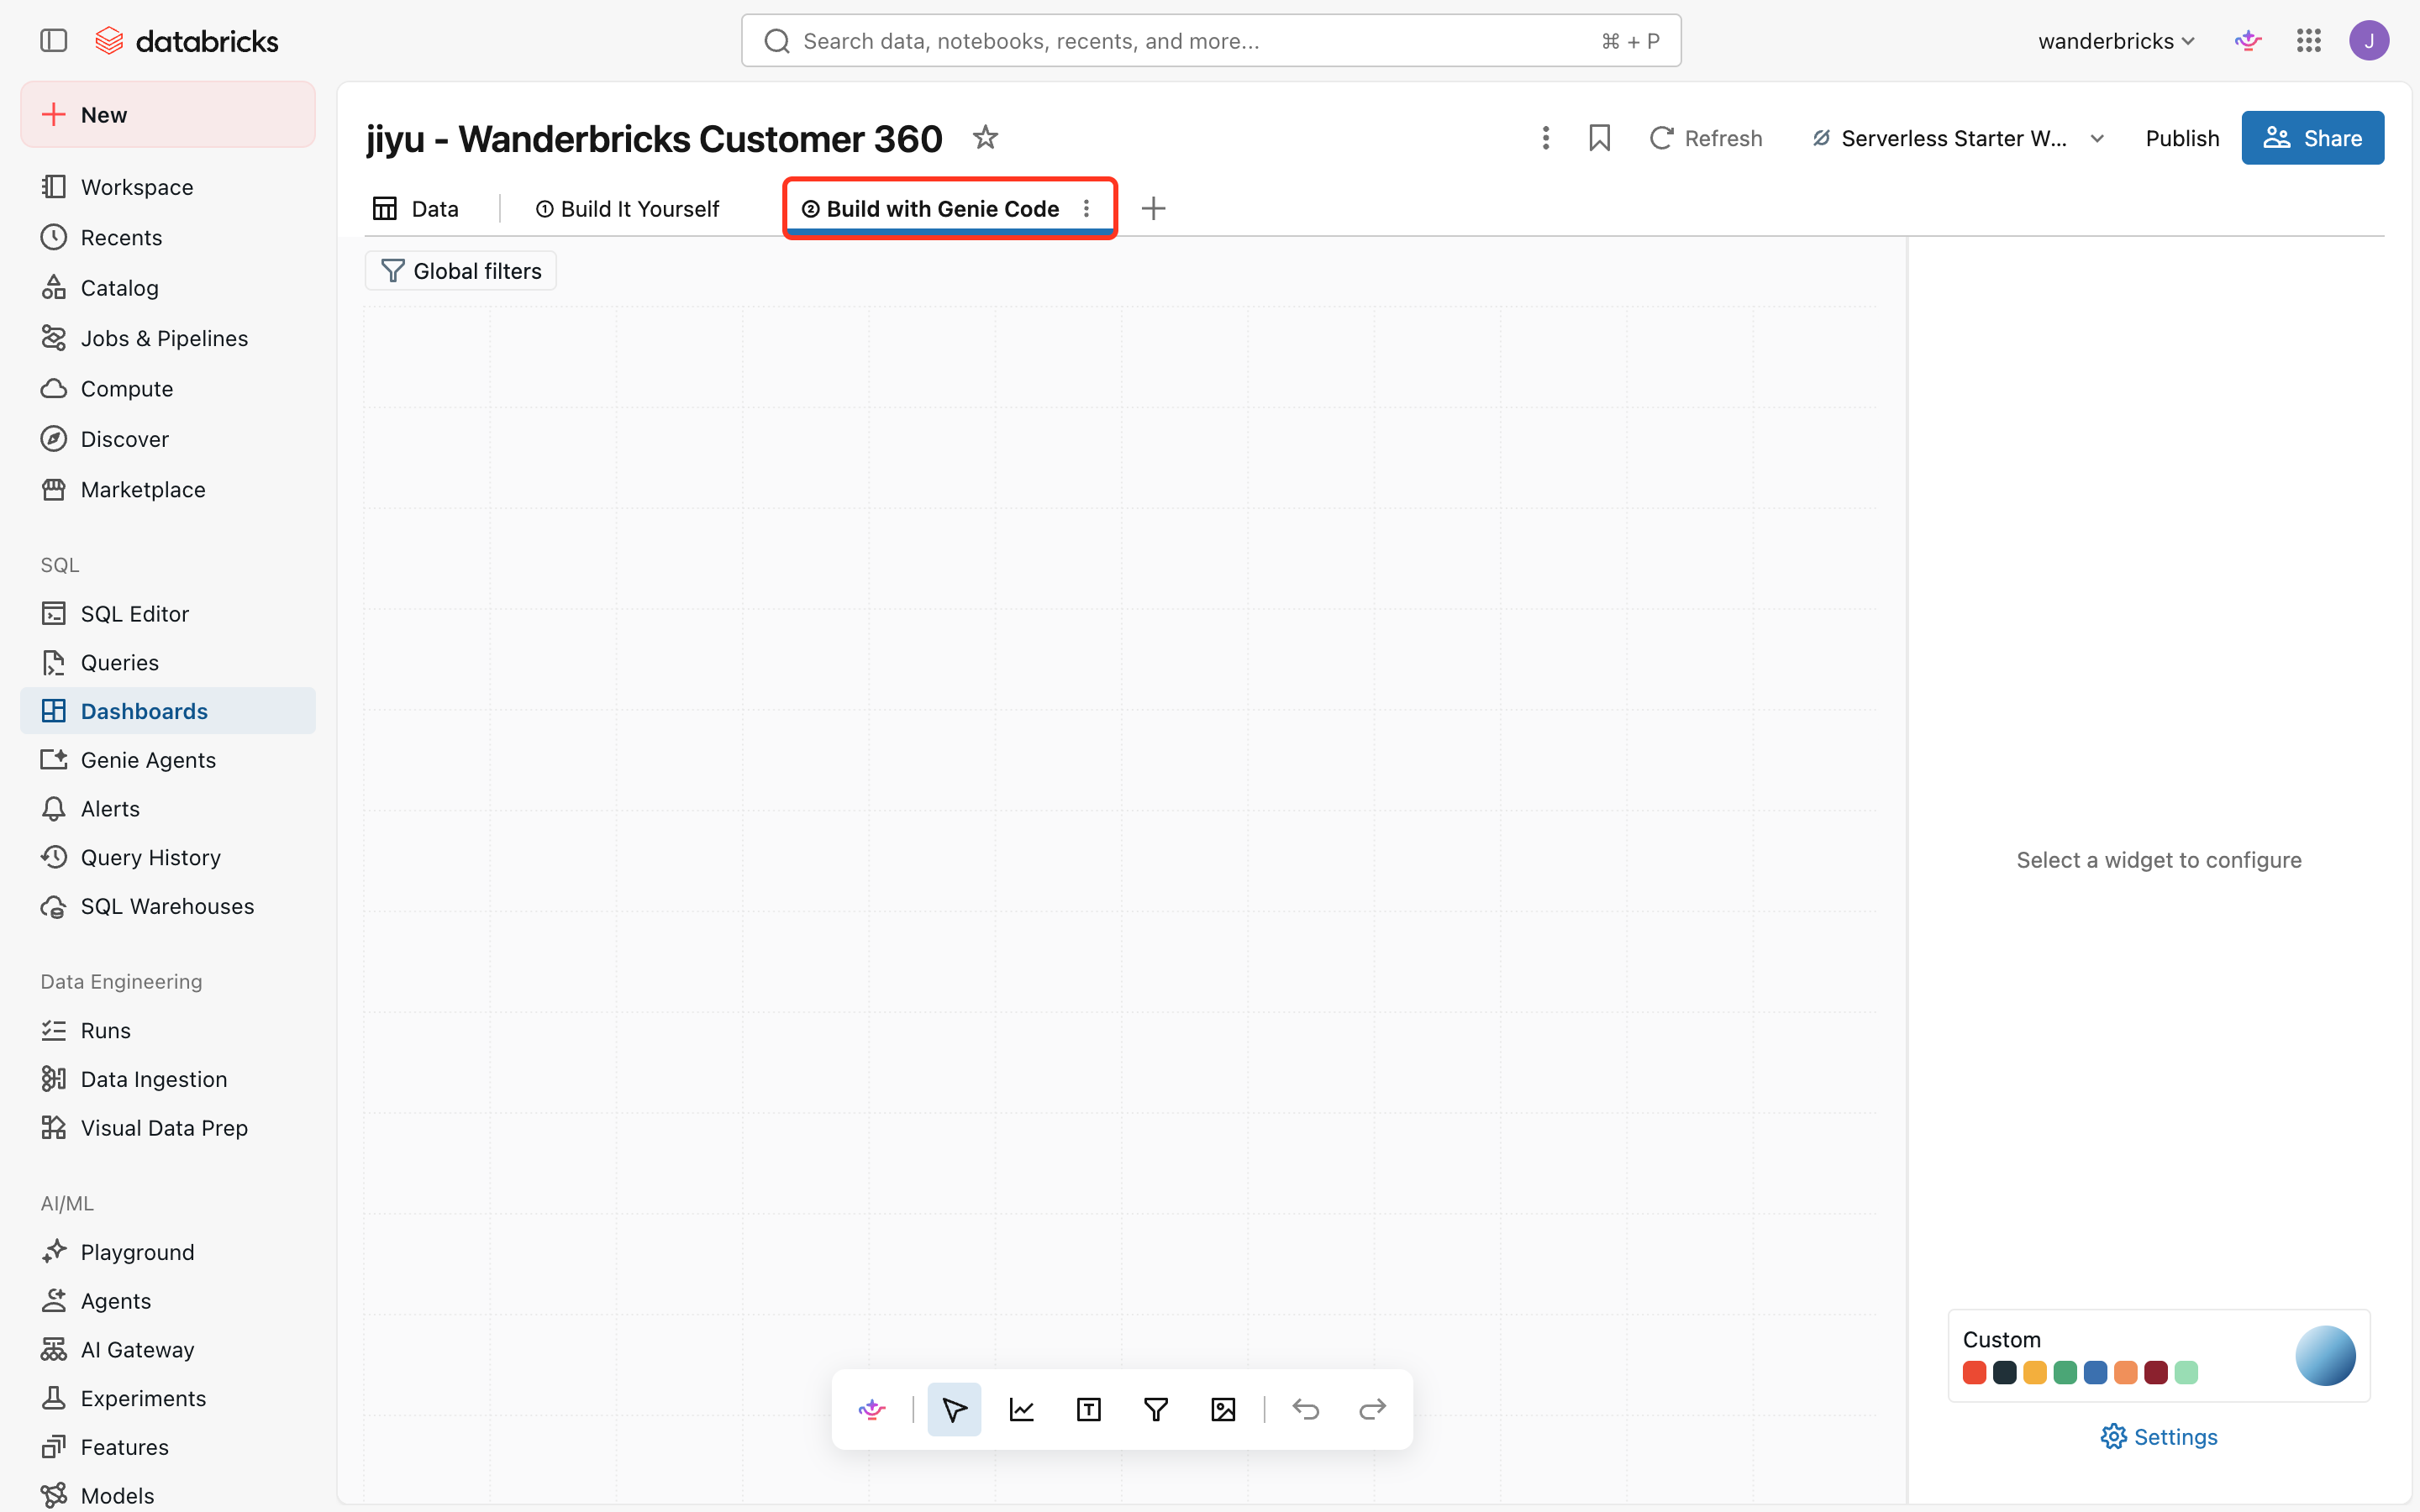 databricks
Search data, notebooks, recents, and more...
⌘ + P
wanderbricks
J
New
Workspace
Recents
Catalog
Jobs & Pipelines
Compute
Discover
Marketplace
SQL
SQL Editor
Queries
Dashboards
Genie Agents
Alerts
Query History
SQL Warehouses
Data Engineering
Runs
Data Ingestion
Visual Data Prep
AI/ML
Playground
Agents
AI Gateway
Experiments
Features
Models
jiyu - Wanderbricks Customer 360
Refresh
Serverless Starter W...
Publish
Share
Data
① Build It Yourself
② Build with Genie Code
Global filters
Select a widget to configure
Custom
Settings